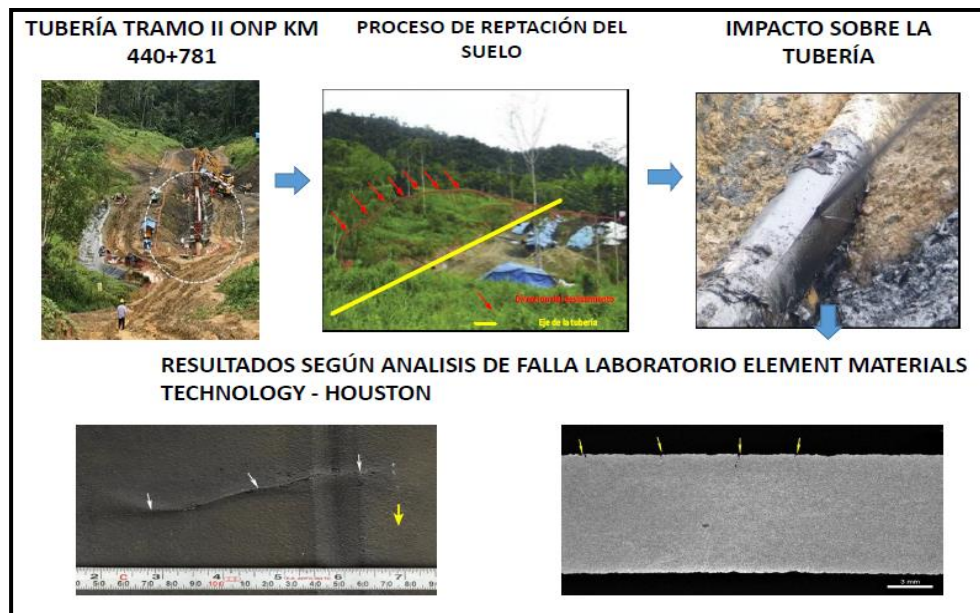 TUBERÍA TRAMO II ONP KM
440+781
PROCESO DE REPTACIÓN DEL
SUELO
IMPACTO SOBRE LA
TUBERÍA
Eje de la tubería
RESULTADOS SEGÚN ANALISIS DE FALLA LABORATORIO ELEMENT MATERIALS
TECHNOLOGY - HOUSTON
3 mm